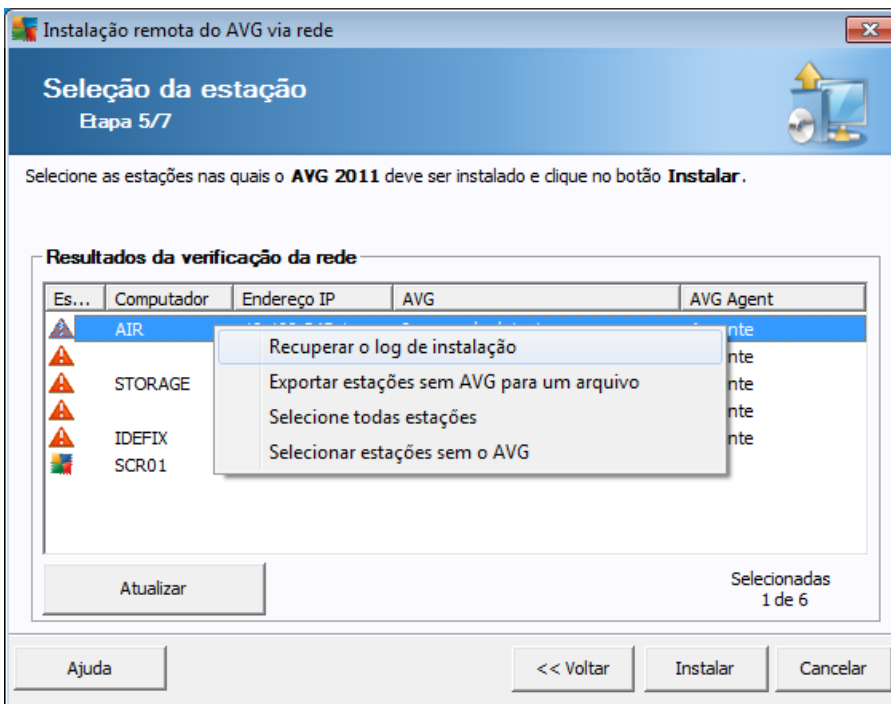 Instalação remota do AVG via rede
Seleção da estação
Etapa 5/7
Selecione as estações nas quais o AVG 2011 deve ser instalado e clique no botão Instalar.
Resultados da verificação da rede
Es... Computador Endereço IP AVG AVG Agent
AIR
Recuperar o log de instalação
Exportar estações sem AVG para um arquivo
STORAGE
Selecione todas estações
IDEFIX
Selecionar estações sem o AVG
SCR01
Atualizar
Selecionadas
1 de 6
Ajuda << Voltar Instalar Cancelar